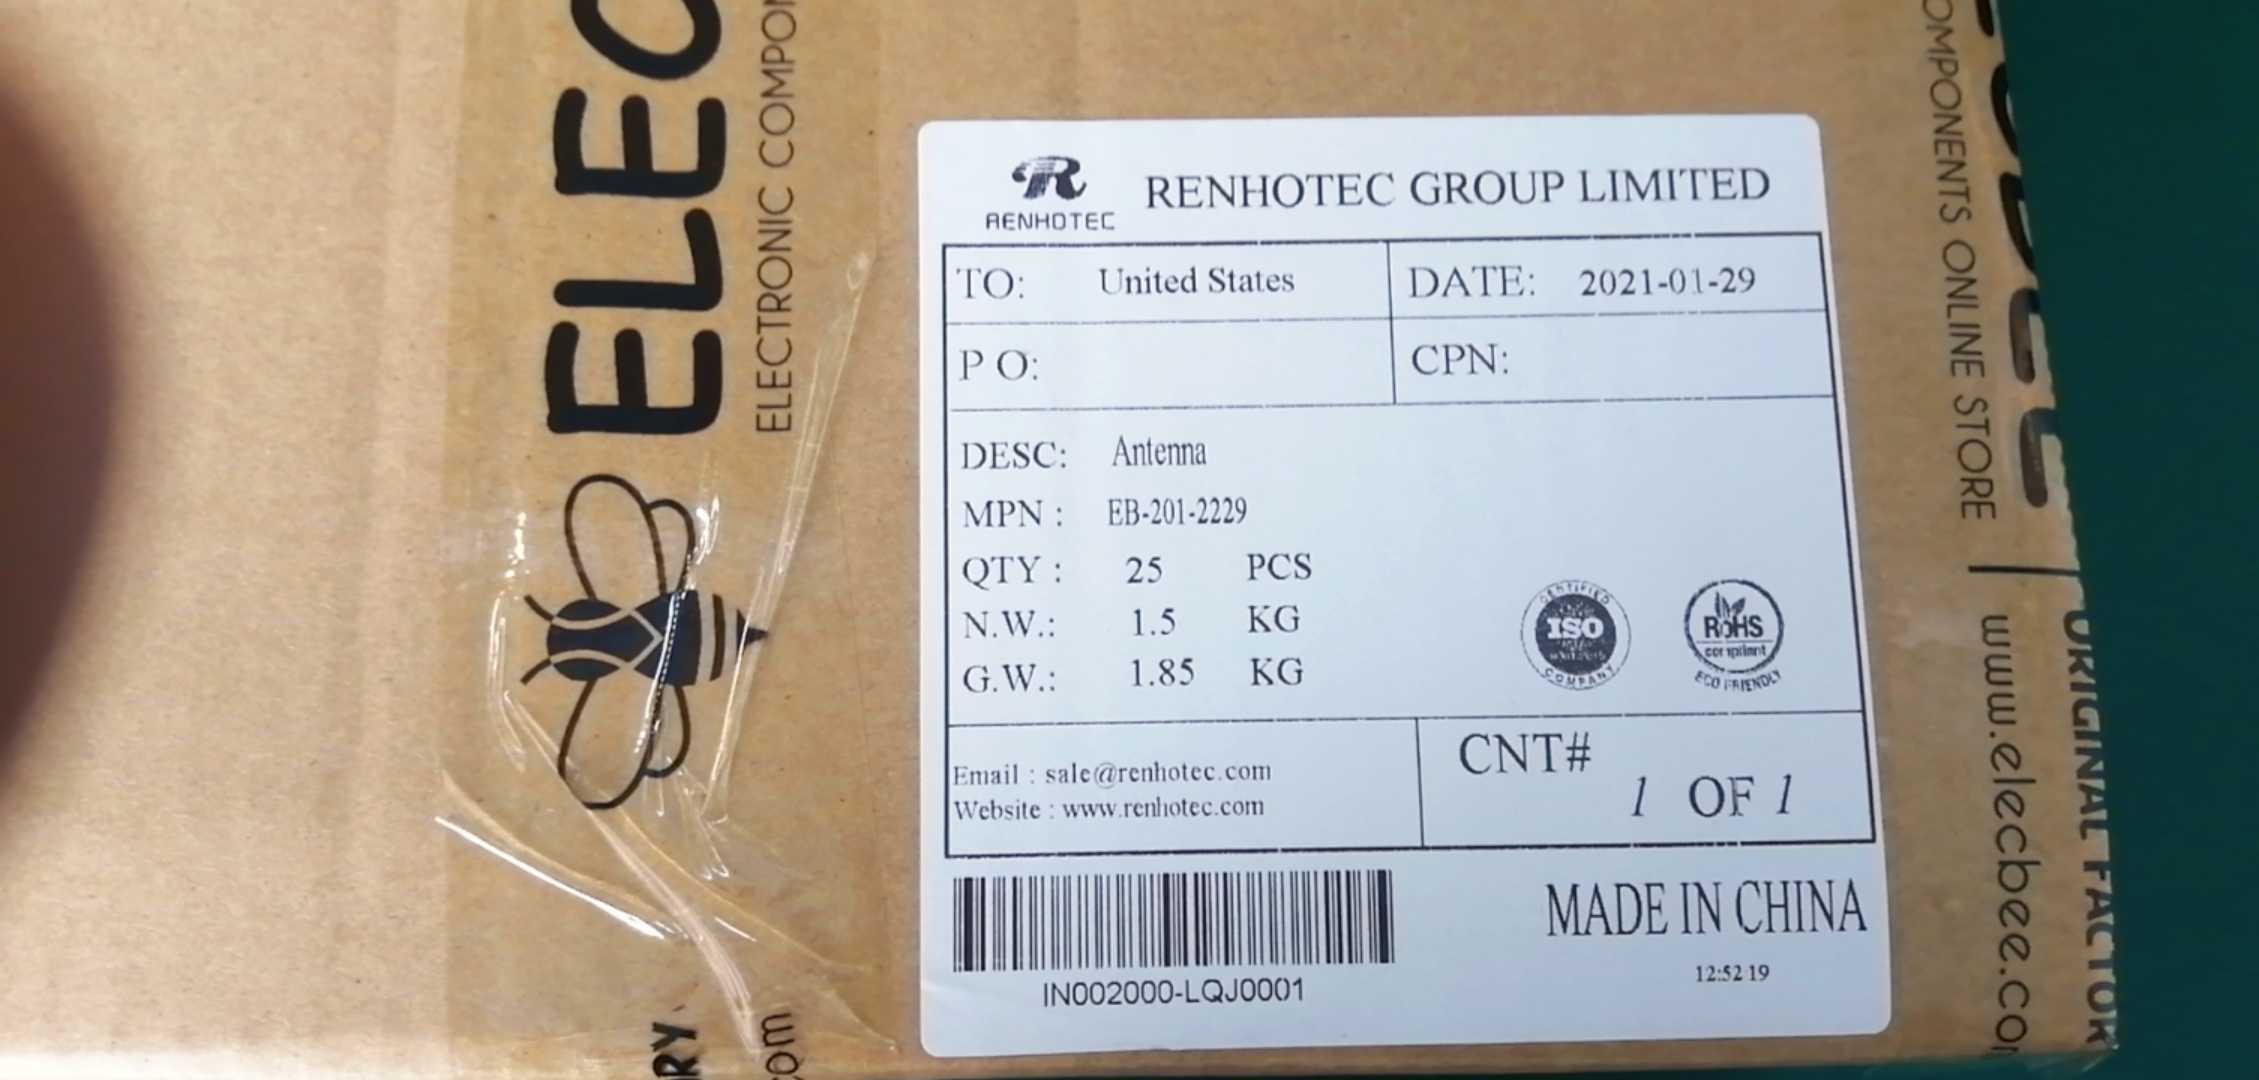 ELEC
ELECTRONIC COMPON
RENHOTEC
RENHOTEC GROUP LIMITED
TO: United States DATE: 2021-01-29
P O: CPN:
DESC: Antenna
MPN : EB-201-2229
QTY : 25 PCS
N.W.: 1.5 KG
G.W.: 1.85 KG
CERTIFIED
ISO
COMPANY
RoHS
compliant
ECO FRIENDLY
Email : sale@renhotec.com
Website : www.renhotec.com
CNT#
1 OF 1
IN002000-LQJ0001
MADE IN CHINA
12:52 19
OMPONENTS ONLINE STORE | www.elecbee.co
ORIGINAL FACTOR
RY
com